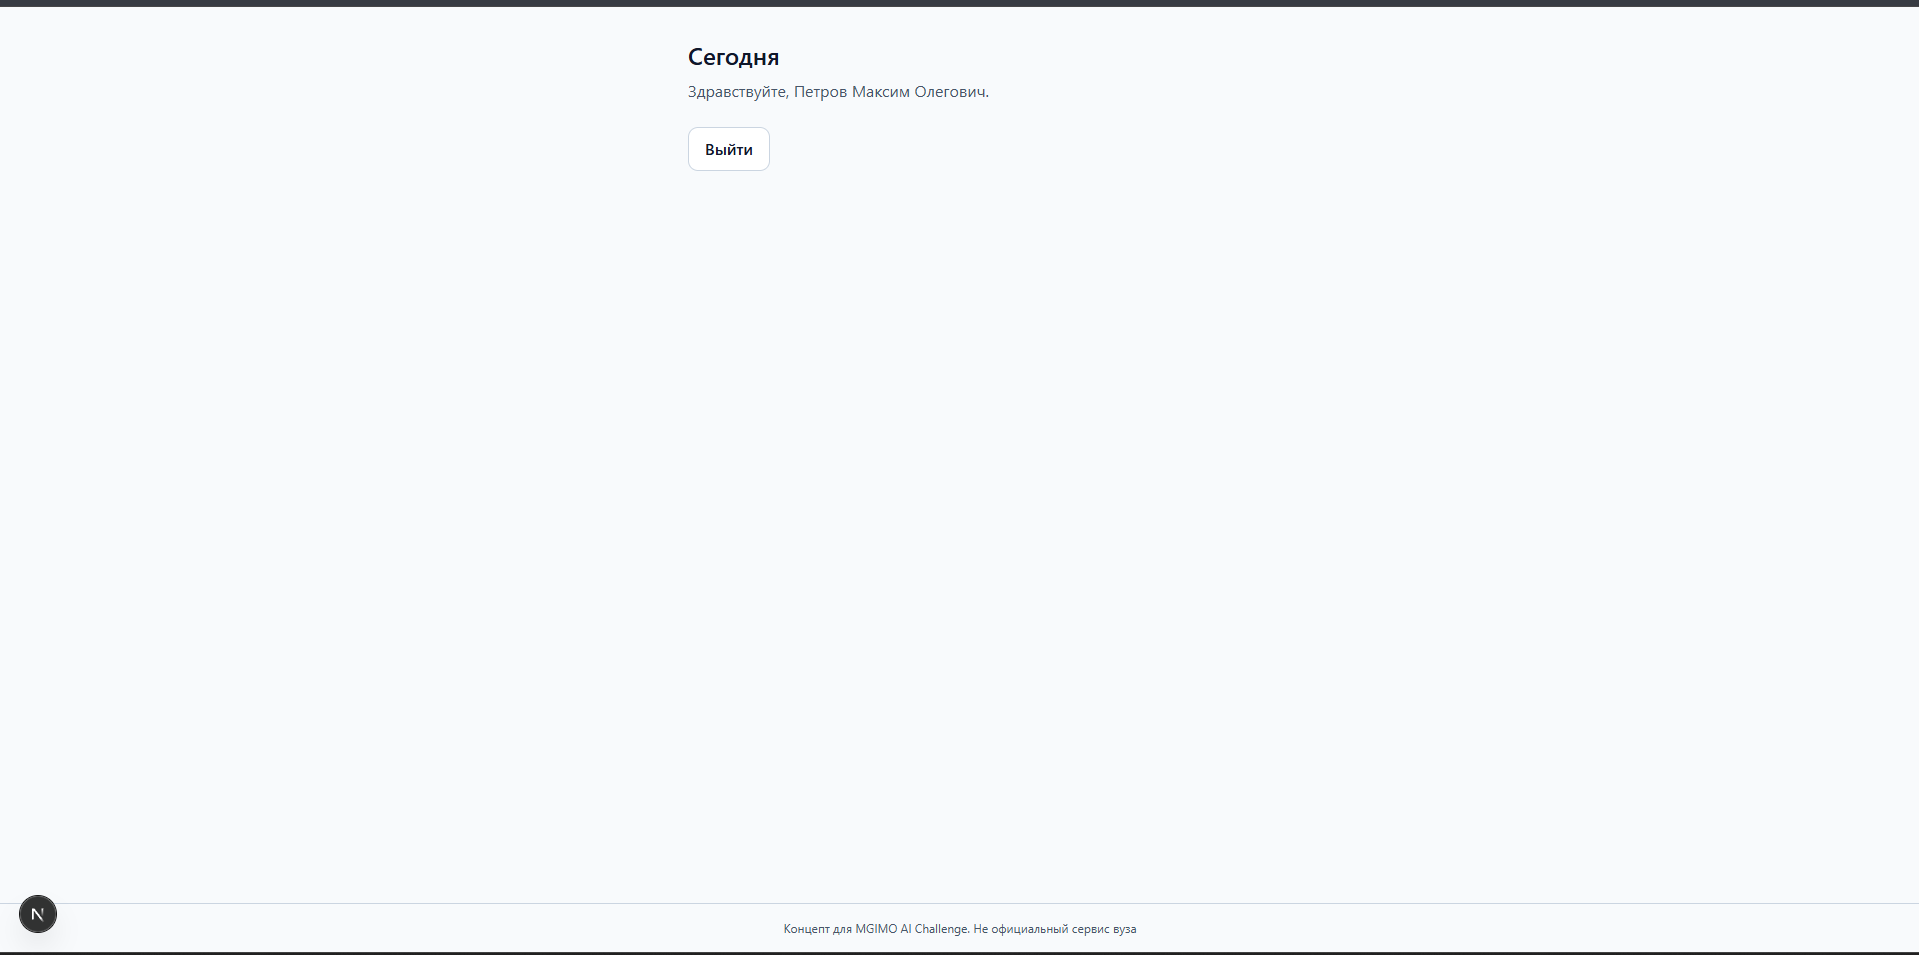 Сегодня
Здравствуйте, Петров Максим Олегович.
Выйти
N
Концепт для MGIMO AI Challenge. Не официальный сервис вуза